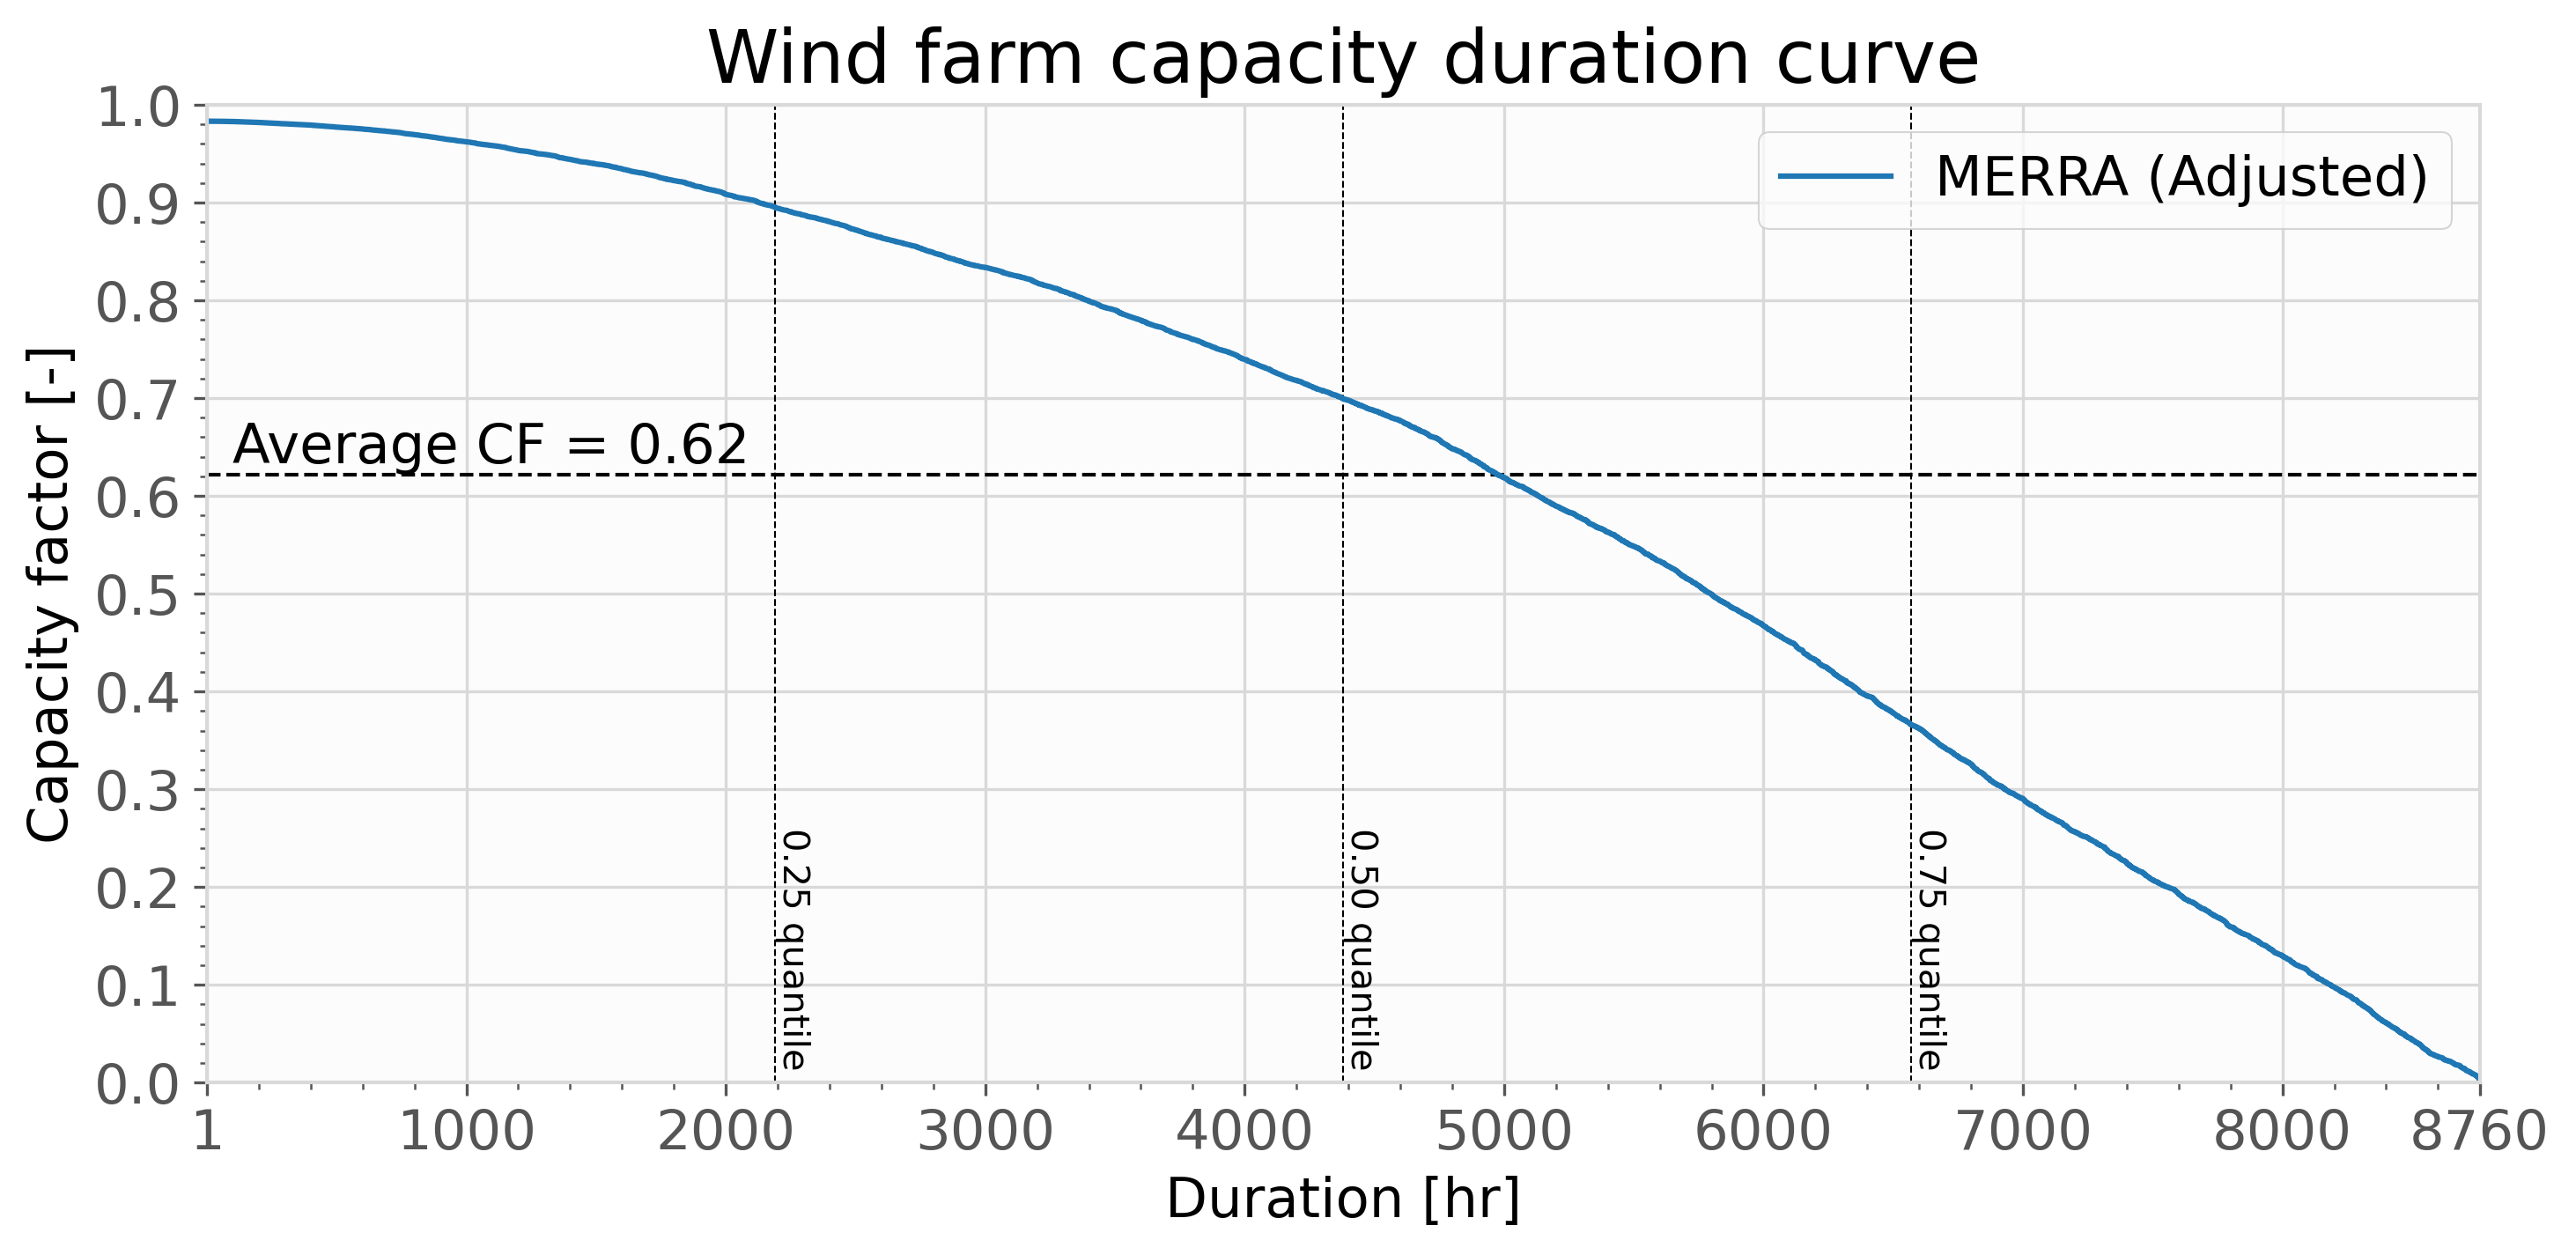 Wind farm capacity duration curve
Capacity factor [-]
1.0
0.9
0.8
0.7
0.6
0.5
0.4
0.3
0.2
0.1
0.0
MERRA (Adjusted)
Average CF = 0.62
0.25 quantile
0.50 quantile
0.75 quantile
1 1000 2000 3000 4000 5000 6000 7000 8000 8760
Duration [hr]